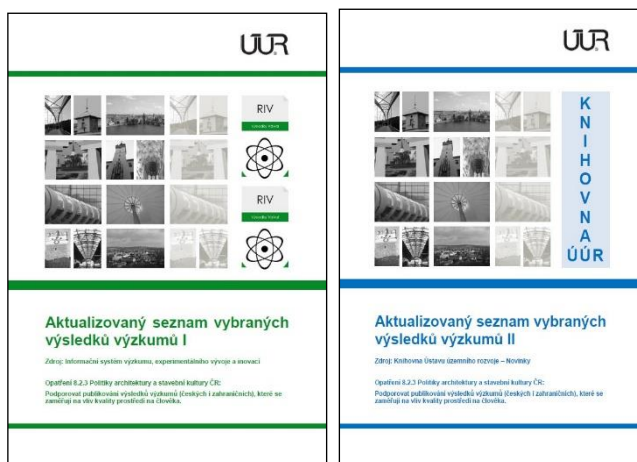 ÚÚR
RIV
RIV
Aktualizovaný seznam vybraných
výsledků výzkumů I
Zdroj: Informační systém výzkumu, experimentálního vývoje a inovací
Opatření 8.2.3 Politiky architektury a stavební kultury ČR:
Podporovat publikování výsledků výzkumů (českých i zahraničních), které se
zaměřují na vliv kvality prostředí na člověka.
ÚÚR
K
N
I
H
O
V
N
A
ÚÚR
Aktualizovaný seznam vybraných
výsledků výzkumů II
Zdroj: Knihovna Ústavu územního rozvoje – Novinky
Opatření 8.2.3 Politiky architektury a stavební kultury ČR:
Podporovat publikování výsledků výzkumů (českých i zahraničních), které se
zaměřují na vliv kvality prostředí na člověka.